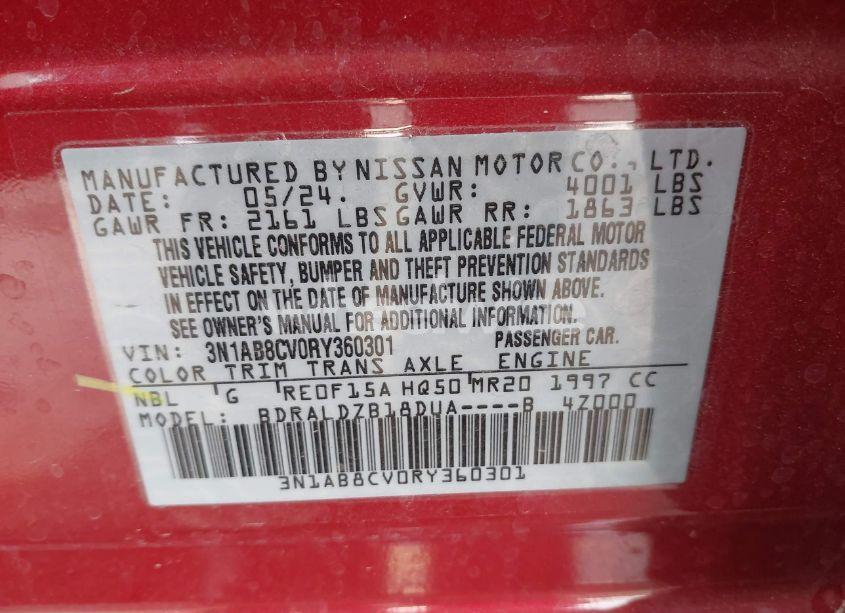 MANUFACTURED BY NISSAN MOTOR CO., LTD.
DATE: 05/24. GVWR: 4001 LBS
GAWR FR: 2161 LBS GAWR RR: 1863 LBS
THIS VEHICLE CONFORMS TO ALL APPLICABLE FEDERAL MOTOR
VEHICLE SAFETY, BUMPER AND THEFT PREVENTION STANDARDS
IN EFFECT ON THE DATE OF MANUFACTURE SHOWN ABOVE.
SEE OWNER'S MANUAL FOR ADDITIONAL INFORMATION.
VIN: 3N1AB8CV0RY360301 PASSENGER CAR.
COLOR TRIM TRANS AXLE ENGINE
NBL G RE0F15A HQ50 MR20 1997 CC
MODEL: BDRALDZB18DUA----B 4Z000
3N1AB8CV0RY360301